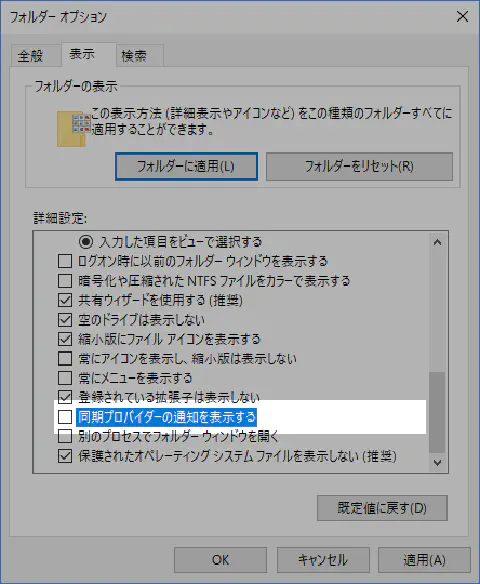 フォルダー オプション
全般
表示
検索
フォルダーの表示
この表示方法 (詳細表示やアイコンなど) をこの種類のフォルダーすべてに
適用することができます。
フォルダーに適用(L)
フォルダーをリセット(R)
詳細設定:
入力した項目をビューで選択する
ログオン時に以前のフォルダー ウィンドウを表示する
暗号化や圧縮された NTFS ファイルをカラーで表示する
共有ウィザードを使用する (推奨)
空のドライブは表示しない
縮小版にファイル アイコンを表示する
常にアイコンを表示し、縮小版は表示しない
常にメニューを表示する
登録されている拡張子は表示しない
同期プロバイダーの通知を表示する
別のプロセスでフォルダー ウィンドウを開く
保護されたオペレーティング システム ファイルを表示しない (推奨)
既定値に戻す(D)
OK
キャンセル
適用(A)